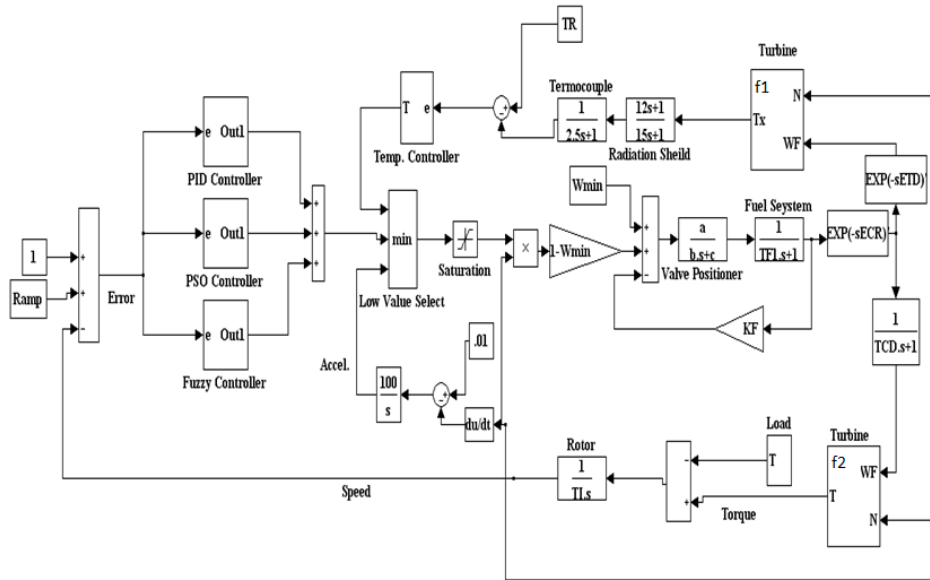 TR
Turbine
f1
N
Tx
WF
Termocouple
1
2.5s+1
12s+1
15s+1
Radiation Sheild
T e
Temp. Controller
e Out1
PID Controller
Wmin
Fuel Seystem
EXP(-sETD)'
EXP(-sECR)
1
Ramp
+
+
-
Error
e Out1
PSO Controller
+
+
+
min
Low Value Select
Saturation
×
1-Wmin
+
+
-
a
b.s+c
Valve Positioner
1
TF1.s+1
KF
1
TCD.s+1
e Out1
Fuzzy Controller
Accel.
100
s
.01
du/dt
Load
T
Turbine
f2
WF
T
N
Torque
-
+
Rotor
1
TI.s
Speed